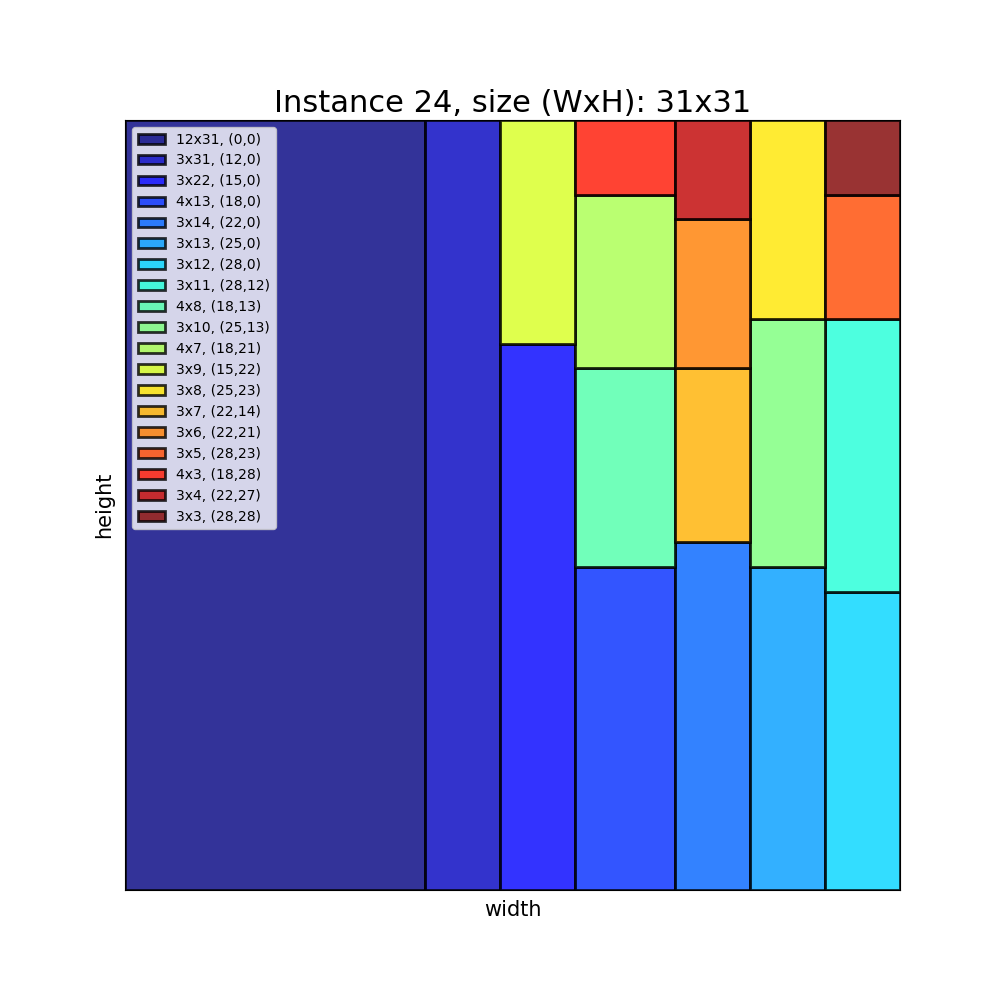 Instance 24, size (WxH): 31x31
12x31, (0,0)
3x31, (12,0)
3x22, (15,0)
4x13, (18,0)
3x14, (22,0)
3x13, (25,0)
3x12, (28,0)
3x11, (28,12)
4x8, (18,13)
3x10, (25,13)
4x7, (18,21)
3x9, (15,22)
3x8, (25,23)
3x7, (22,14)
3x6, (22,21)
3x5, (28,23)
4x3, (18,28)
3x4, (22,27)
3x3, (28,28)
height
width